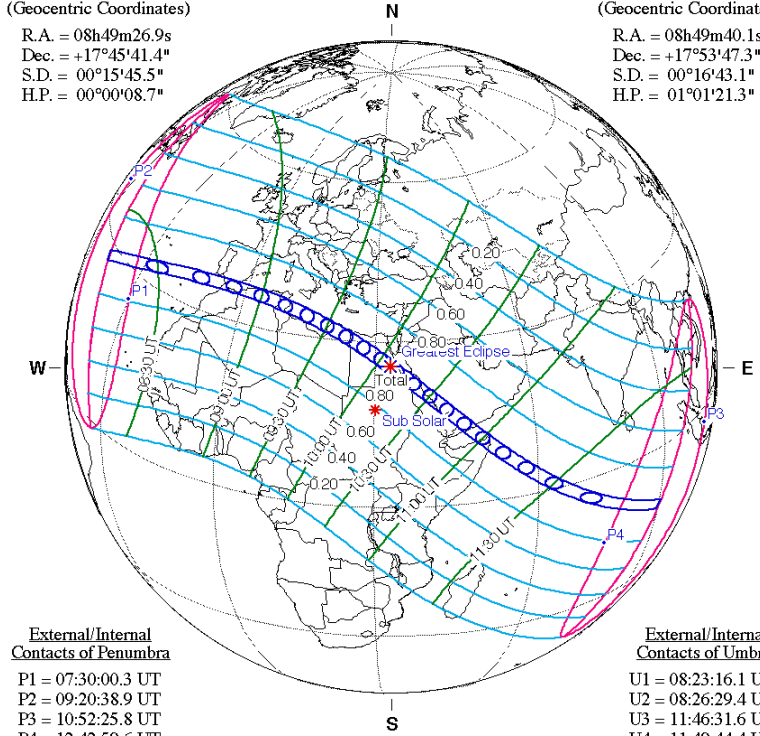 (Geocentric Coordinates)
R.A. = 08h49m26.9s
Dec. = +17°45'41.4"
S.D. = 00°15'45.5"
H.P. = 00°00'08.7"
N
(Geocentric Coordinat
R.A. = 08h49m40.1s
Dec. = +17°53'47.3"
S.D. = 00°16'43.1"
H.P. = 01°01'21.3"
P2
P1
W
E
0.20
0.40
0.60
0.80
Greatest Eclipse
Total
0.80
Sub Solar
0.60
0.40
0.20
08:30 UT
09:00 UT
09:30 UT
10:00 UT
10:30 UT
11:00 UT
11:30 UT
P3
P4
External/Internal
Contacts of Penumbra
P1 = 07:30:00.3 UT
P2 = 09:20:38.9 UT
P3 = 10:52:25.8 UT
S
External/Interna
Contacts of Umbr
U1 = 08:23:16.1 U
U2 = 08:26:29.4 U
U3 = 11:46:31.6 U